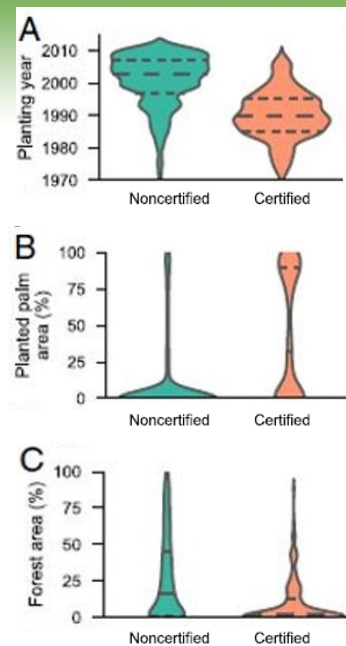 A
Planting year
2010
2000
1990
1980
1970
Noncertified Certified
B
Planted palm
area (%)
100
75
50
25
0
Noncertified Certified
C
Forest area (%)
100
75
50
25
0
Noncertified Certified